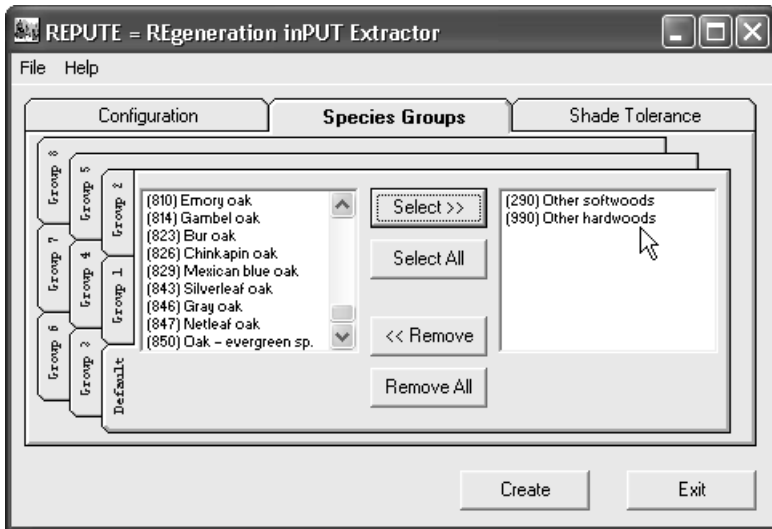 REPUTE = REgeneration inPUT Extractor
File Help
Configuration
Species Groups
Shade Tolerance
Group 8
Group 7
Group 6
Group 5
Group 4
Group 3
Group 2
Group 1
Default
(810) Emory oak
(814) Gambel oak
(823) Bur oak
(826) Chinkapin oak
(829) Mexican blue oak
(843) Silverleaf oak
(846) Gray oak
(847) Netleaf oak
(850) Oak – evergreen sp.
Select >>
Select All
<< Remove
Remove All
(290) Other softwoods
(990) Other hardwoods
Create
Exit